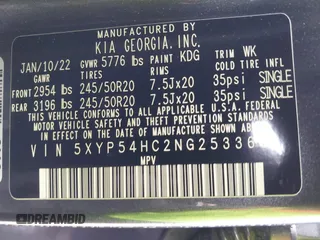 MANUFACTURED BY
KIA GEORGIA, INC.
JAN/10/22 GVWR 5776 lbs PAINT KDG TRIM WK
GAWR TIRES RIMS COLD TIRE INFL
FRONT 2954 lbs 245/50R20 7.5Jx20 35psi SINGLE
REAR 3196 lbs 245/50R20 7.5Jx20 35psi SINGLE
THIS VEHICLE CONFORMS TO ALL APPLICABLE U.S.A. FEDERAL
MOTOR VEHICLE SAFETY, BUMPER, AND THEFT PREVENTION
STANDARDS IN EFFECT ON THE DATE OF MANUFACTURE SHOWN ABOVE.
VIN 5XYP54HC2NG25336
MPV
© DREAMBID